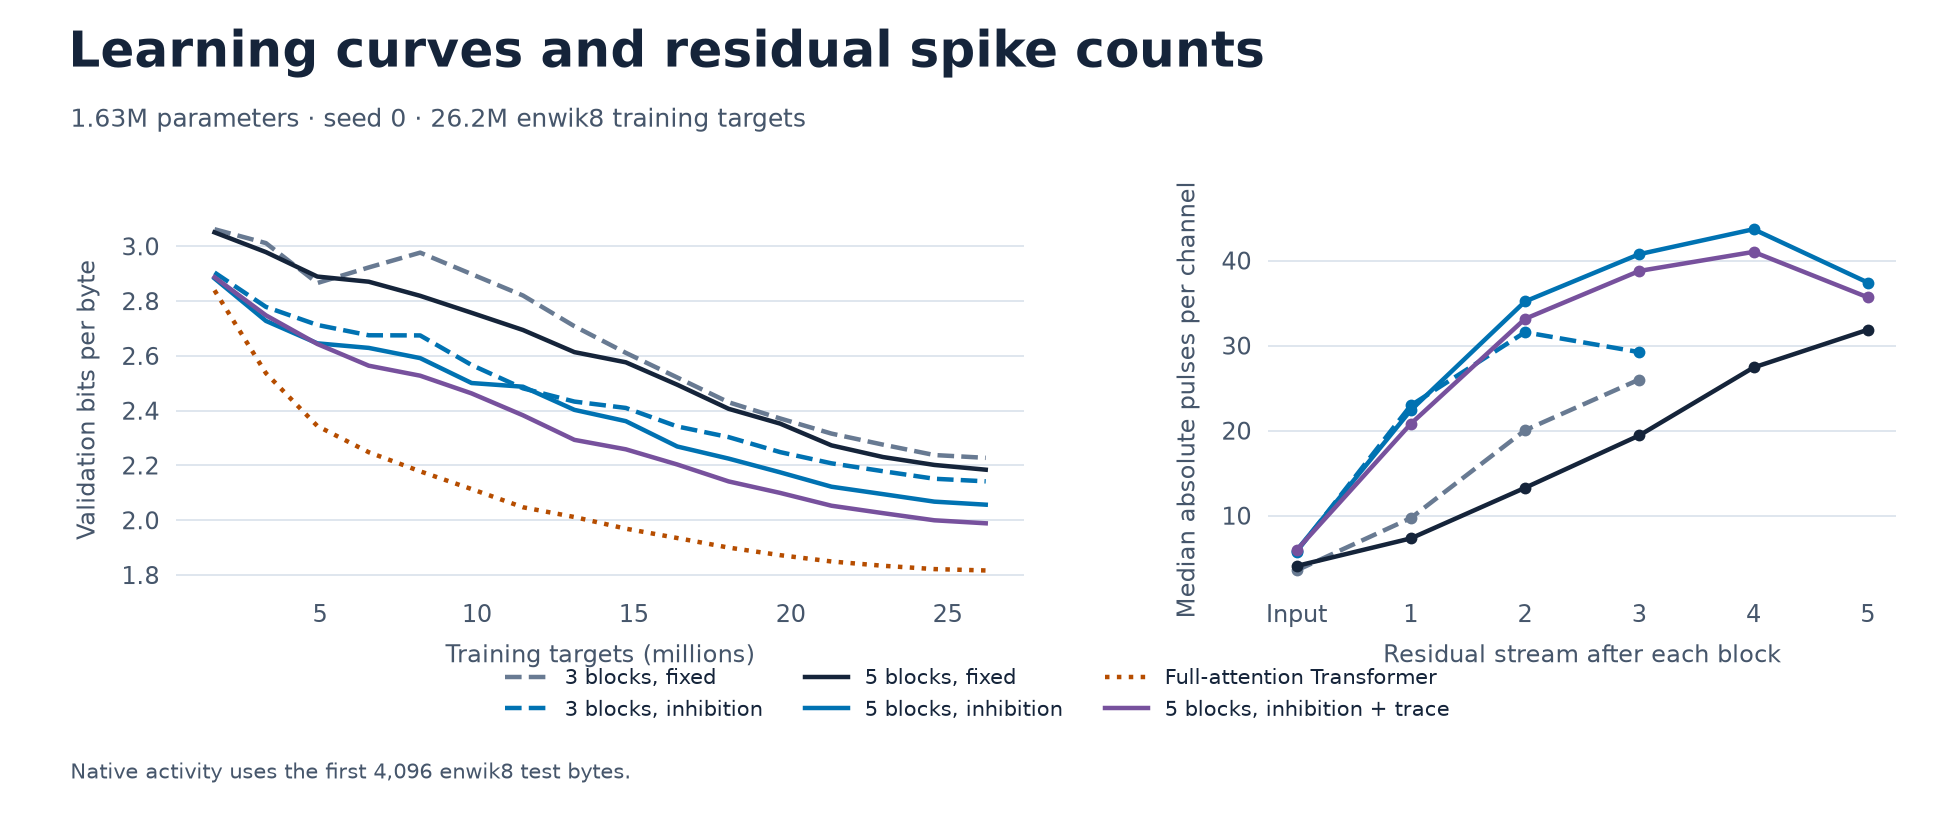 Learning curves and residual spike counts
1.63M parameters · seed 0 · 26.2M enwik8 training targets
Validation bits per byte
3.0
2.8
2.6
2.4
2.2
2.0
1.8
5 10 15 20 25
Training targets (millions)
Median absolute pulses per channel
40
30
20
10
Input 1 2 3 4 5
Residual stream after each block
3 blocks, fixed 5 blocks, fixed Full-attention Transformer
3 blocks, inhibition 5 blocks, inhibition 5 blocks, inhibition + trace
Native activity uses the first 4,096 enwik8 test bytes.